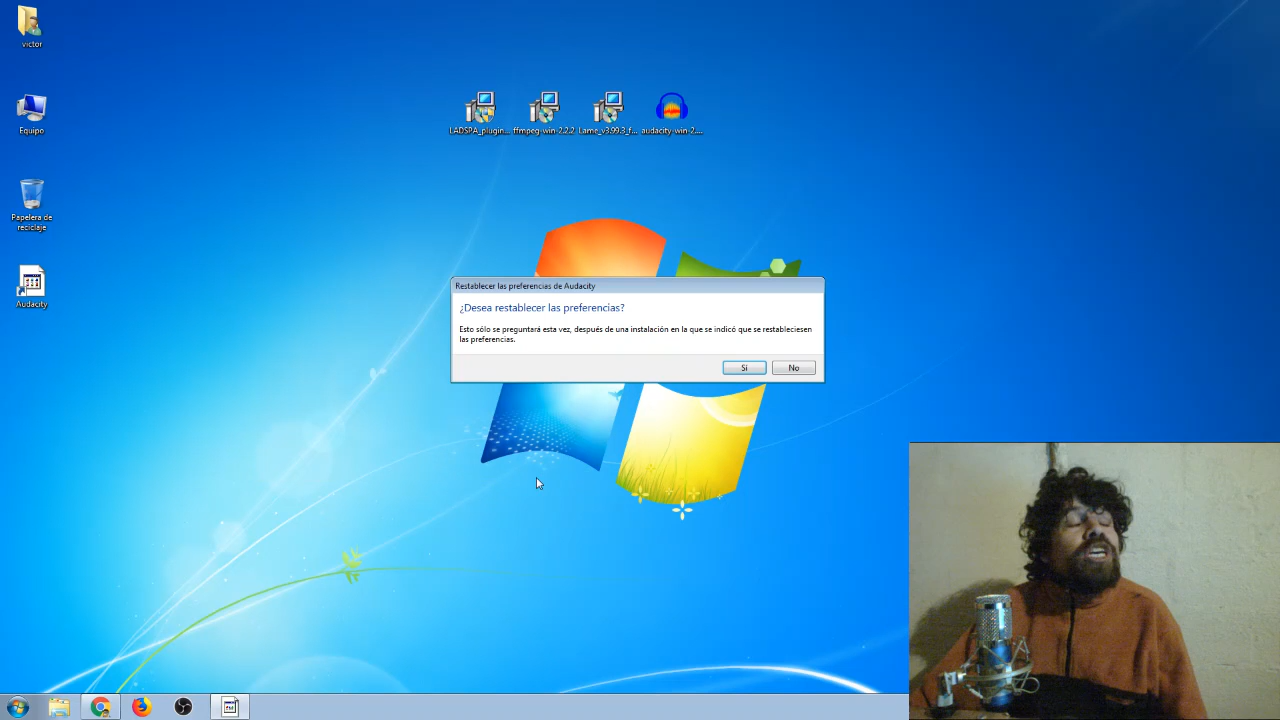 victor
Equipo
Papelera de
reciclaje
Audacity
LADSPA_plugin...
ffmpeg-win-2.2.2
Lame_v3.99.3_f...
audacity-win-2....
Restablecer las preferencias de Audacity
¿Desea restablecer las preferencias?
Esto sólo se preguntará esta vez, después de una instalación en la que se indicó que se restableciesen
las preferencias.
Sí
No